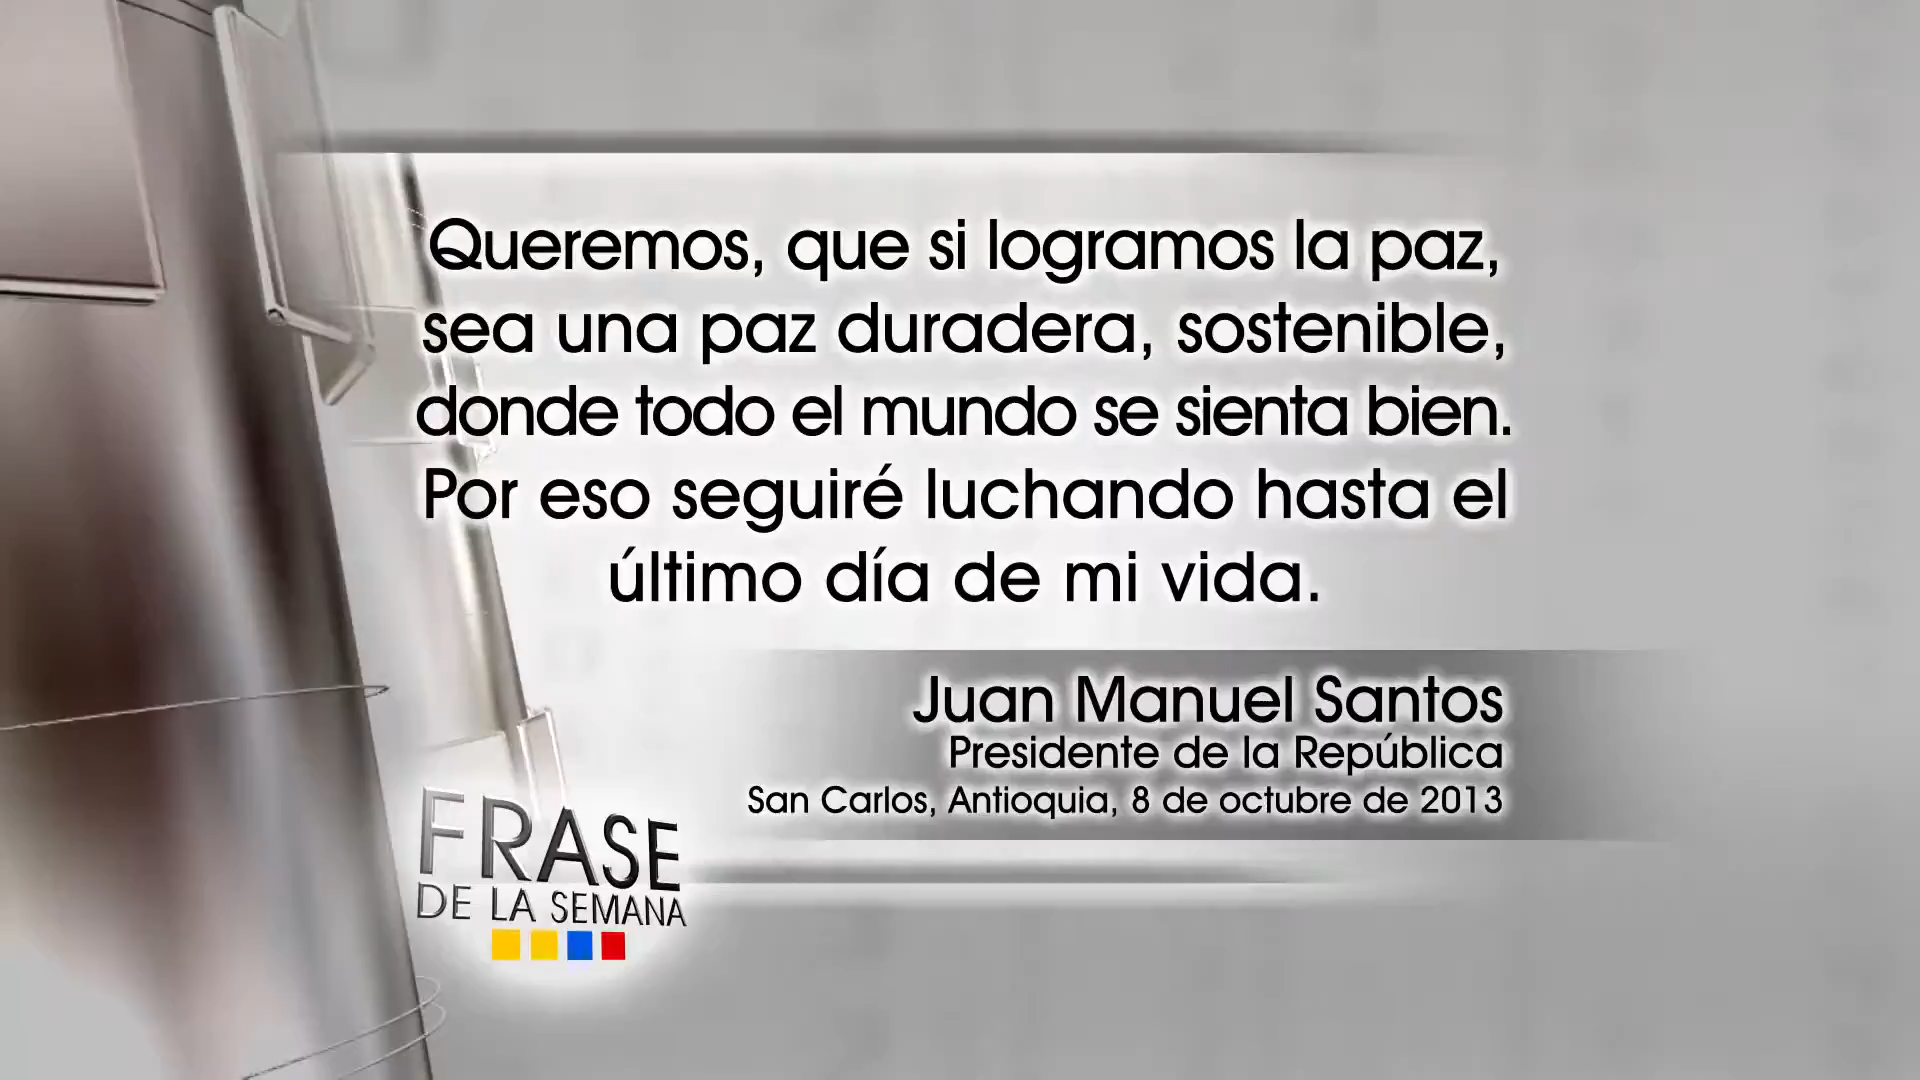 Queremos, que si logramos la paz,
sea una paz duradera, sostenible,
donde todo el mundo se sienta bien.
Por eso seguiré luchando hasta el
último día de mi vida.
Juan Manuel Santos
Presidente de la República
San Carlos, Antioquia, 8 de octubre de 2013
FRASE
DE LA SEMANA